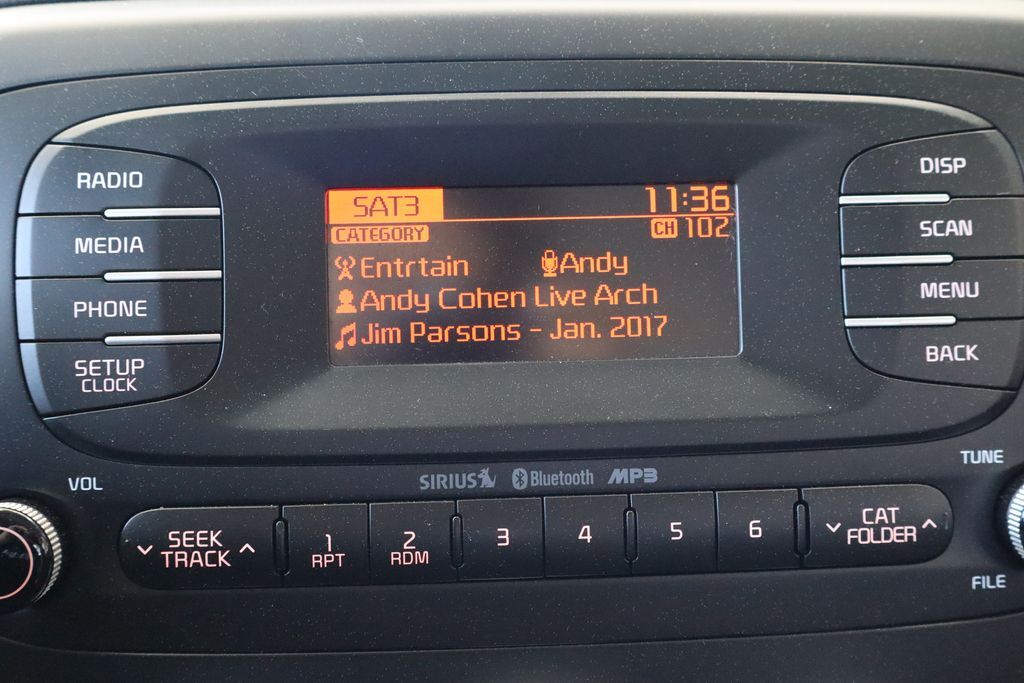 RADIO
MEDIA
PHONE
SETUP
CLOCK
SAT3 11:36
CATEGORY CH 102
Entrtain Andy
Andy Cohen Live Arch
Jim Parsons - Jan. 2017
DISP
SCAN
MENU
BACK
VOL
SIRIUS Bluetooth MP3
TUNE
SEEK
TRACK
1
RPT
2
RDM
3
4
5
6
CAT
FOLDER
FILE